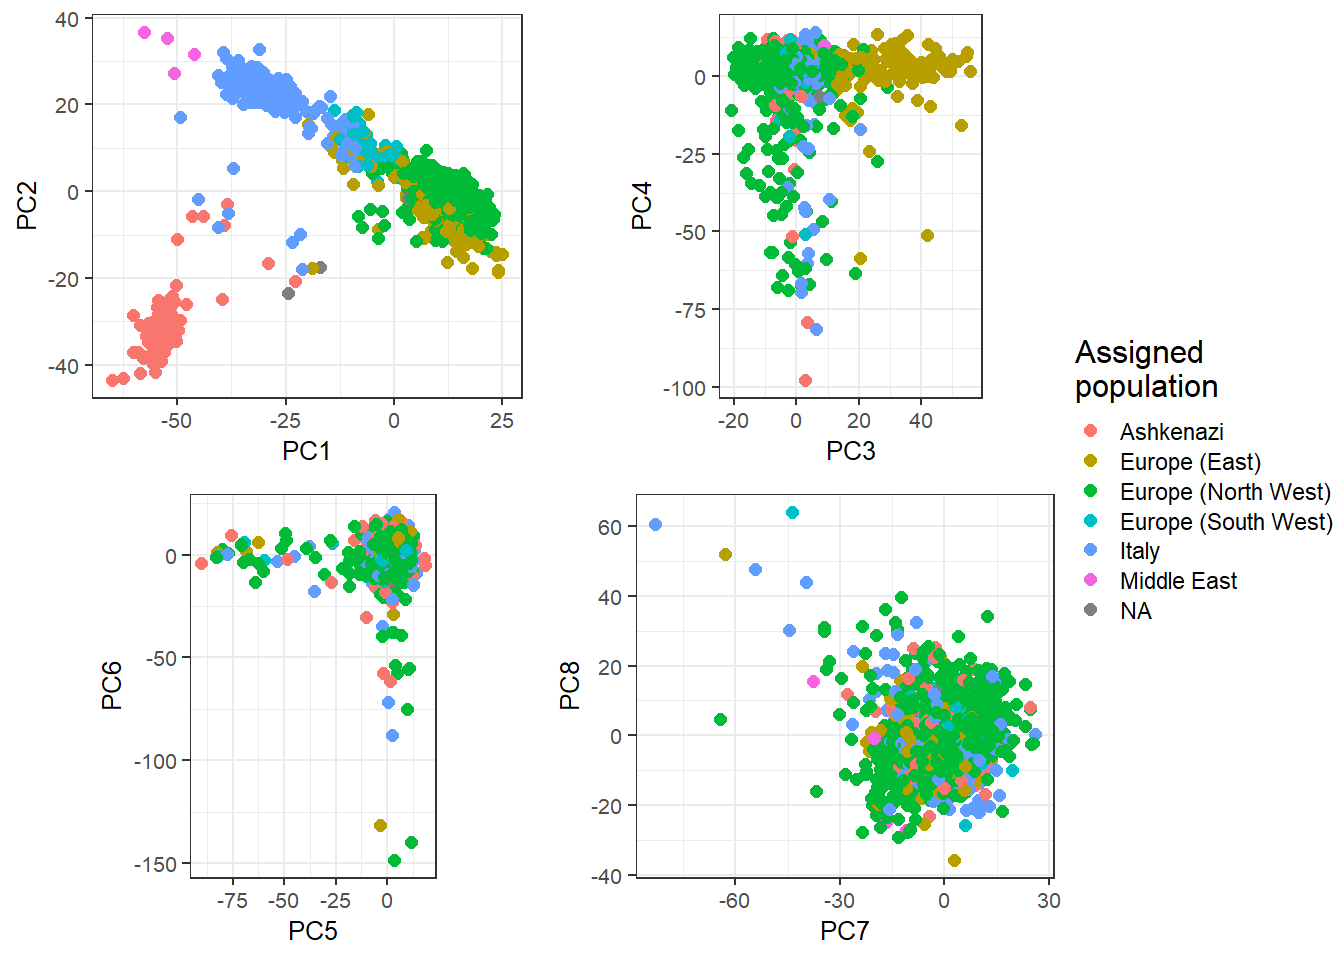 40
20
0
-20
-40
PC2
-50
-25
0
25
PC1
0
-25
-50
-75
-100
PC4
-20
0
20
40
PC3
0
-50
-100
-150
PC6
-75
-50
-25
0
PC5
60
40
20
0
-20
-40
PC8
-60
-30
0
30
PC7
Assigned
population
Ashkenazi
Europe (East)
Europe (North West)
Europe (South West)
Italy
Middle East
NA